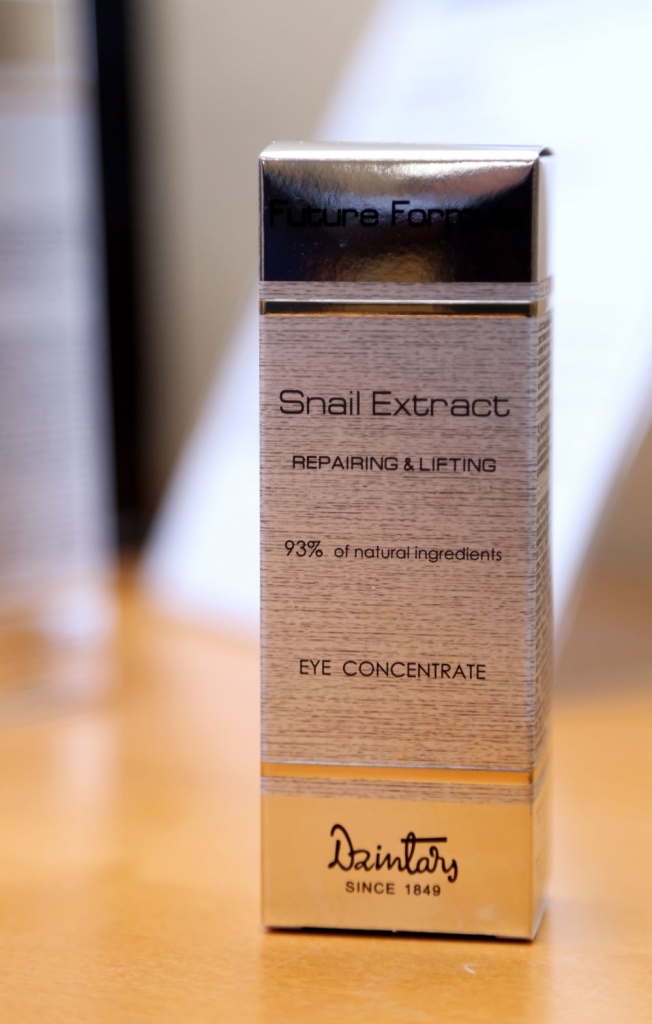 Future
Snail Extract
REPAIRING & LIFTING
93% of natural ingredients
EYE CONCENTRATE
Dzintars
SINCE 1849